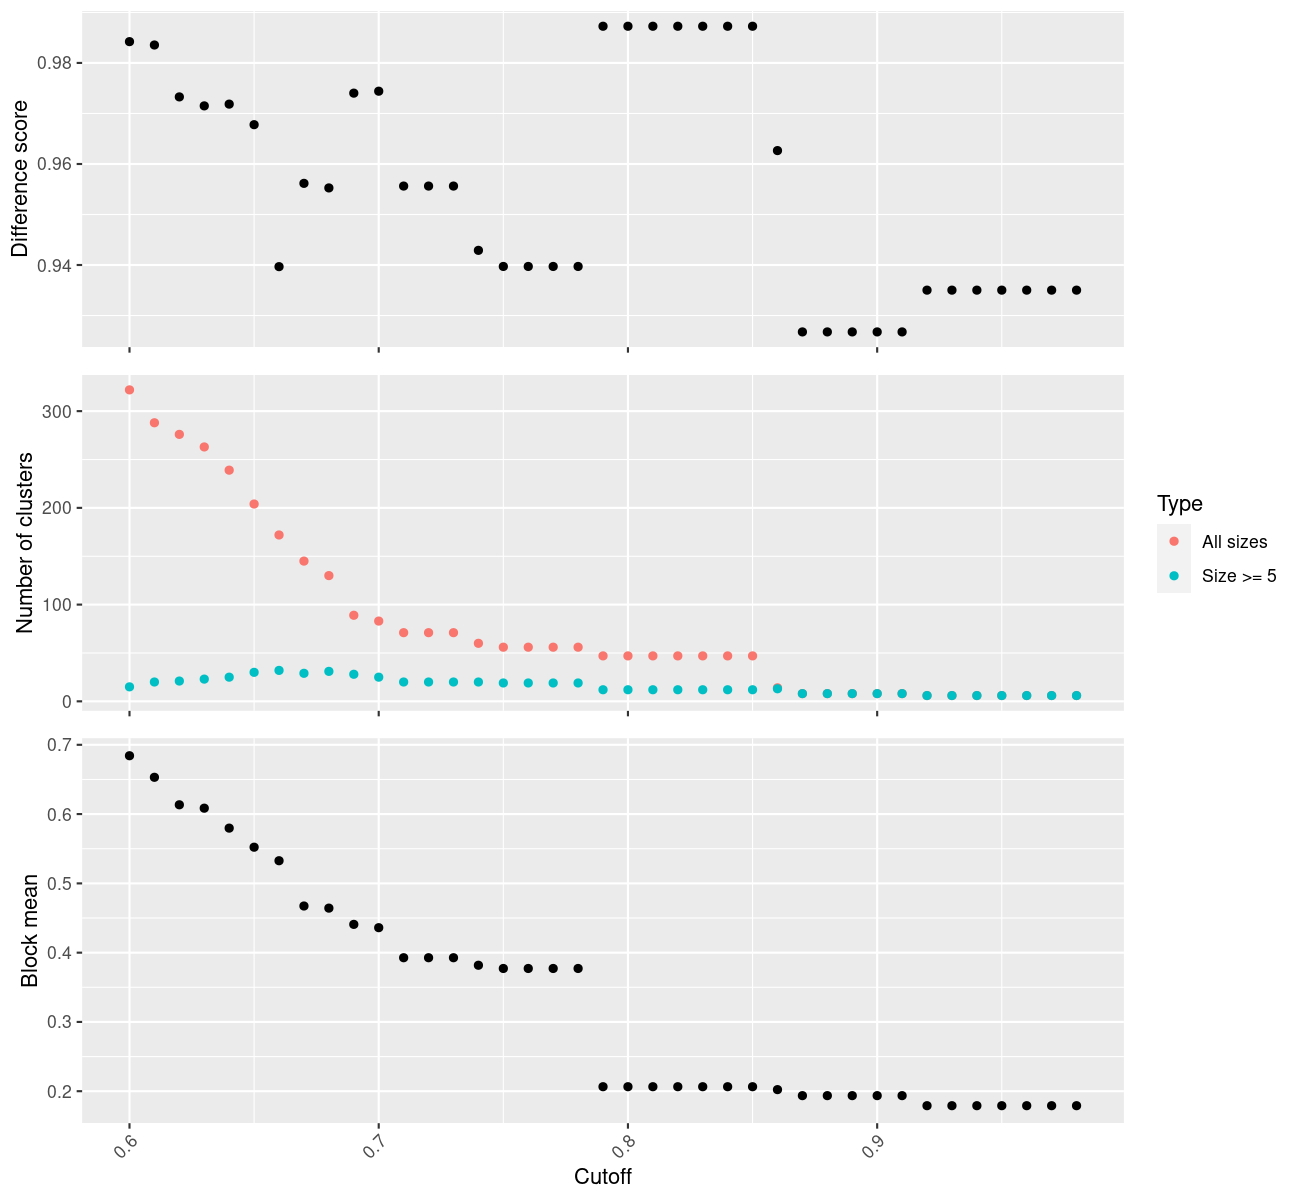 Difference score
0.98
0.96
0.94
Number of clusters
300
200
100
0
Type
All sizes
Size >= 5
Block mean
0.7
0.6
0.5
0.4
0.3
0.2
0.6 0.7 0.8 0.9
Cutoff